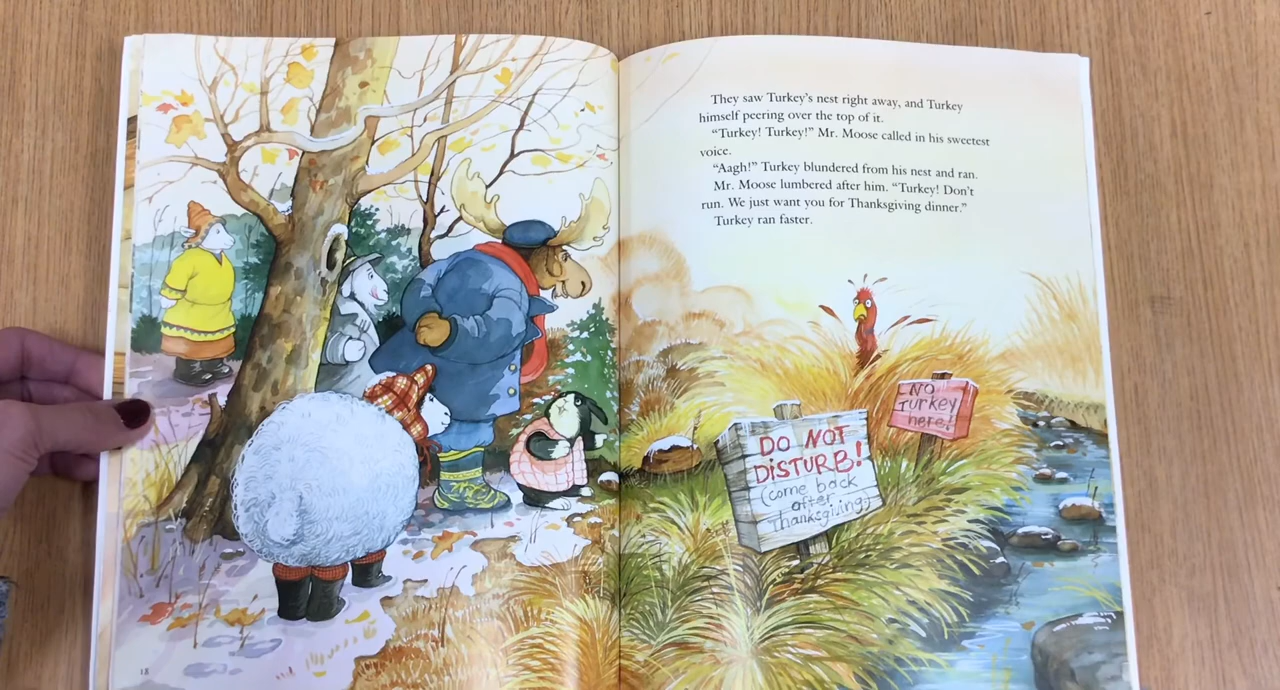 They saw Turkey's nest right away, and Turkey
himself peering over the top of it.
"Turkey! Turkey!" Mr. Moose called in his sweetest
voice.
"Aagh!" Turkey blundered from his nest and ran.
Mr. Moose lumbered after him. "Turkey! Don't
run. We just want you for Thanksgiving dinner."
Turkey ran faster.
NO
Turkey
here!
DO NOT
DISTURB!
(come back
after
Thanksgiving)
18